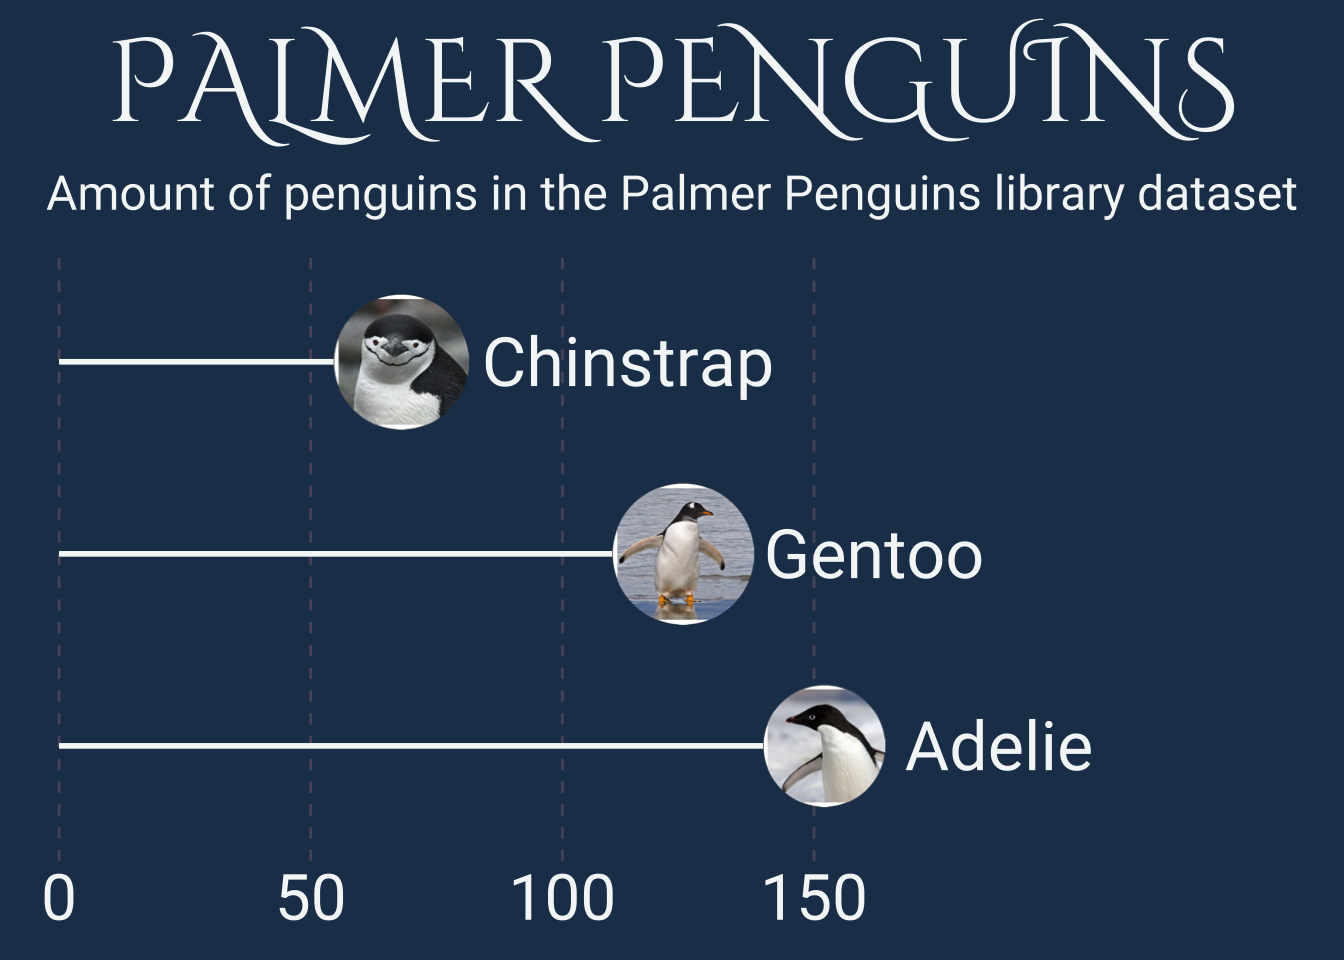 PALMER PENGUINS
Amount of penguins in the Palmer Penguins library dataset
Chinstrap
Gentoo
Adelie
0 50 100 150